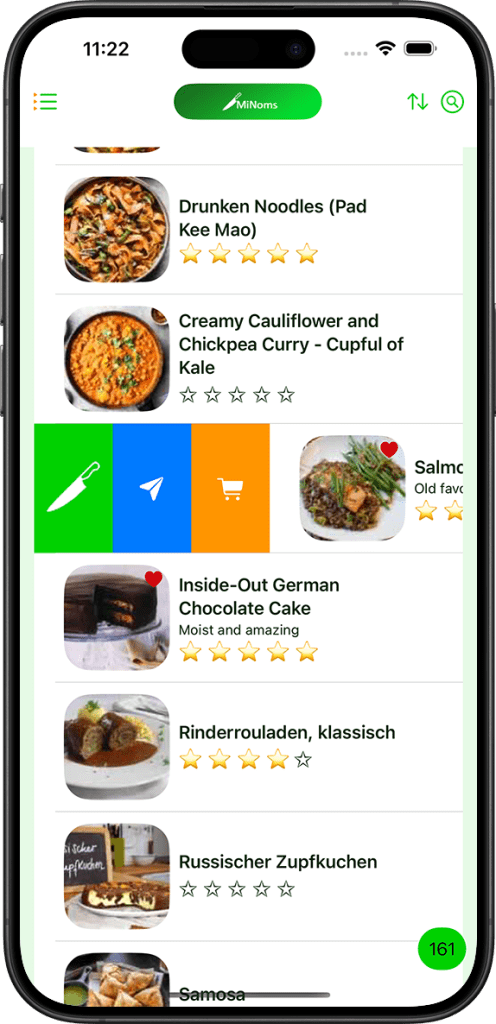 11:22
MiNoms
Drunken Noodles (Pad
Kee Mao)
Creamy Cauliflower and
Chickpea Curry - Cupful of
Kale
Salmo
Old favo
Inside-Out German
Chocolate Cake
Moist and amazing
Rinderrouladen, klassisch
Russischer Zupfkuchen
161
Samosa